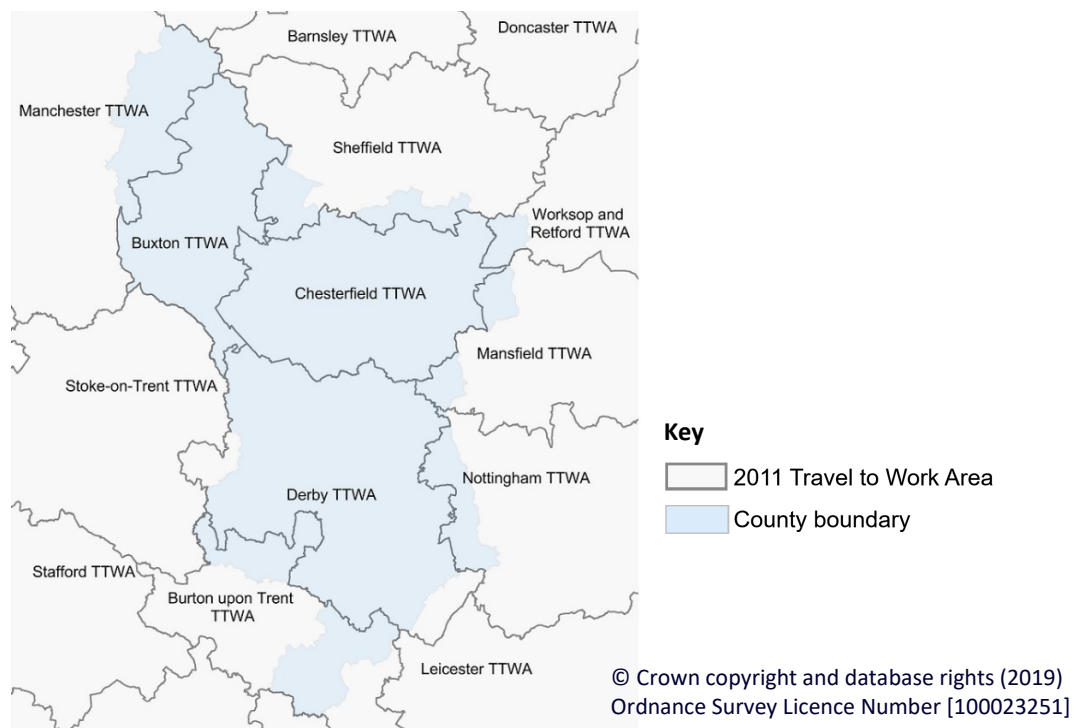 Barnsley TTWA
Doncaster TTWA
Manchester TTWA
Sheffield TTWA
Worksop and
Retford TTWA
Buxton TTWA
Chesterfield TTWA
Mansfield TTWA
Stoke-on-Trent TTWA
Nottingham TTWA
Derby TTWA
Stafford TTWA
Burton upon Trent
TTWA
Leicester TTWA
Key
2011 Travel to Work Area
County boundary
© Crown copyright and database rights (2019)
Ordnance Survey Licence Number [100023251]